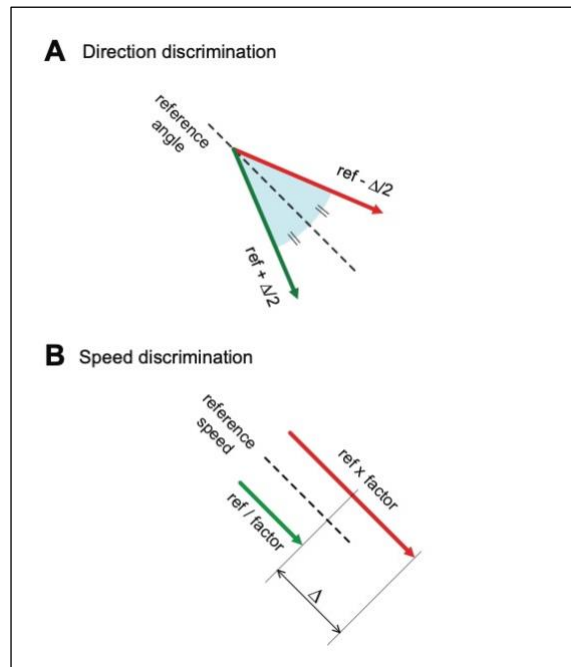 A Direction discrimination
reference
angle
ref - Δ/2
ref + Δ/2
B Speed discrimination
reference
speed
ref x factor
ref / factor
Δ